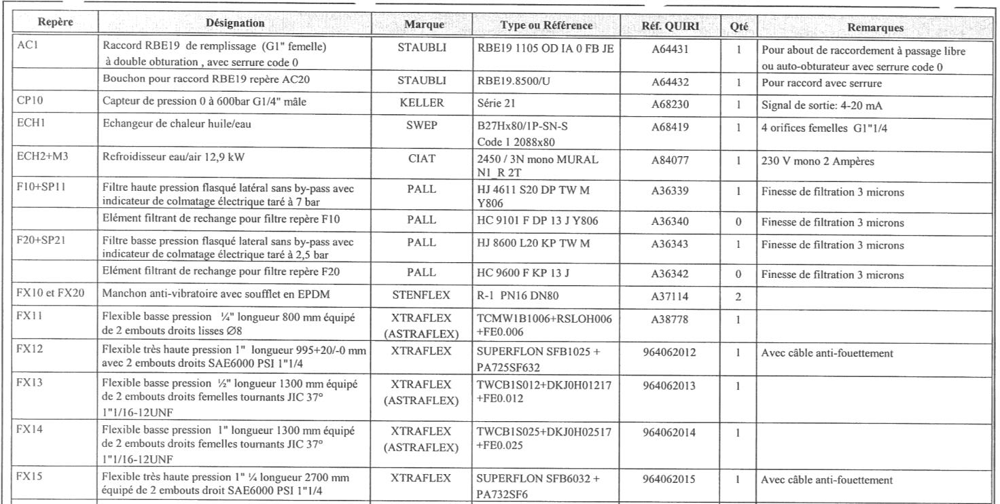 Repère Désignation Marque Type ou Référence Réf. QUIRI Qté Remarques
AC1 Raccord RBE19 de remplissage (G1" femelle) STAUBLI RBE19 1105 OD IA 0 FB JE A64431 1 Pour about de raccordement à passage libre
à double obturation , avec serrure code 0 ou auto-obturateur avec serrure code 0
Bouchon pour raccord RBE19 repère AC20 STAUBLI RBE19.8500/U A64432 1 Pour raccord avec serrure
CP10 Capteur de pression 0 à 600bar G1/4" mâle KELLER Série 21 A68230 1 Signal de sortie: 4-20 mA
ECH1 Echangeur de chaleur huile/eau SWEP B27Hx80/1P-SN-S A68419 1 4 orifices femelles G1"1/4
Code 1 2088x80
ECH2+M3 Refroidisseur eau/air 12,9 kW CIAT 2450 / 3N mono MURAL A84077 1 230 V mono 2 Ampères
N1_R 2T
F10+SP11 Filtre haute pression flasqué latéral sans by-pass avec PALL HJ 4611 S20 DP TW M A36339 1 Finesse de filtration 3 microns
indicateur de colmatage électrique taré à 7 bar Y806
Elément filtrant de rechange pour filtre repère F10 PALL HC 9101 F DP 13 J Y806 A36340 0 Finesse de filtration 3 microns
F20+SP21 Filtre basse pression flasqué lateral sans by-pass avec PALL HJ 8600 L20 KP TW M A36343 1 Finesse de filtration 3 microns
indicateur de colmatage électrique taré à 2,5 bar
Elément filtrant de rechange pour filtre repère F20 PALL HC 9600 F KP 13 J A36342 0 Finesse de filtration 3 microns
FX10 et FX20 Manchon anti-vibratoire avec soufflet en EPDM STENFLEX R-1 PN16 DN80 A37114 2
FX11 Flexible basse pression ¼" longueur 800 mm équipé XTRAFLEX TCMW1B1006+RSLOH006 A38778 1
de 2 embouts droits lisses Ø8 (ASTRAFLEX) +FE0.006
FX12 Flexible très haute pression 1" longueur 995+20/-0 mm XTRAFLEX SUPERFLON SFB1025 + 964062012 1 Avec câble anti-fouettement
avec 2 embouts droits SAE6000 PSI 1"1/4 PA725SF632
FX13 Flexible basse pression ½" longueur 1300 mm équipé XTRAFLEX TWCB1S012+DKJ0H01217 964062013 1
de 2 embouts droits femelles tournants JIC 37° (ASTRAFLEX) +FE0.012
1"1/16-12UNF
FX14 Flexible basse pression 1" longueur 1300 mm équipé XTRAFLEX TWCB1S025+DKJ0H02517 964062014 1
de 2 embouts droits femelles tournants JIC 37° (ASTRAFLEX) +FE0.025
1"1/16-12UNF
FX15 Flexible très haute pression 1" ¼ longueur 2700 mm XTRAFLEX SUPERFLON SFB6032 + 964062015 1 Avec câble anti-fouettement
équipé de 2 embouts droit SAE6000 PSI 1"1/4 PA732SF6